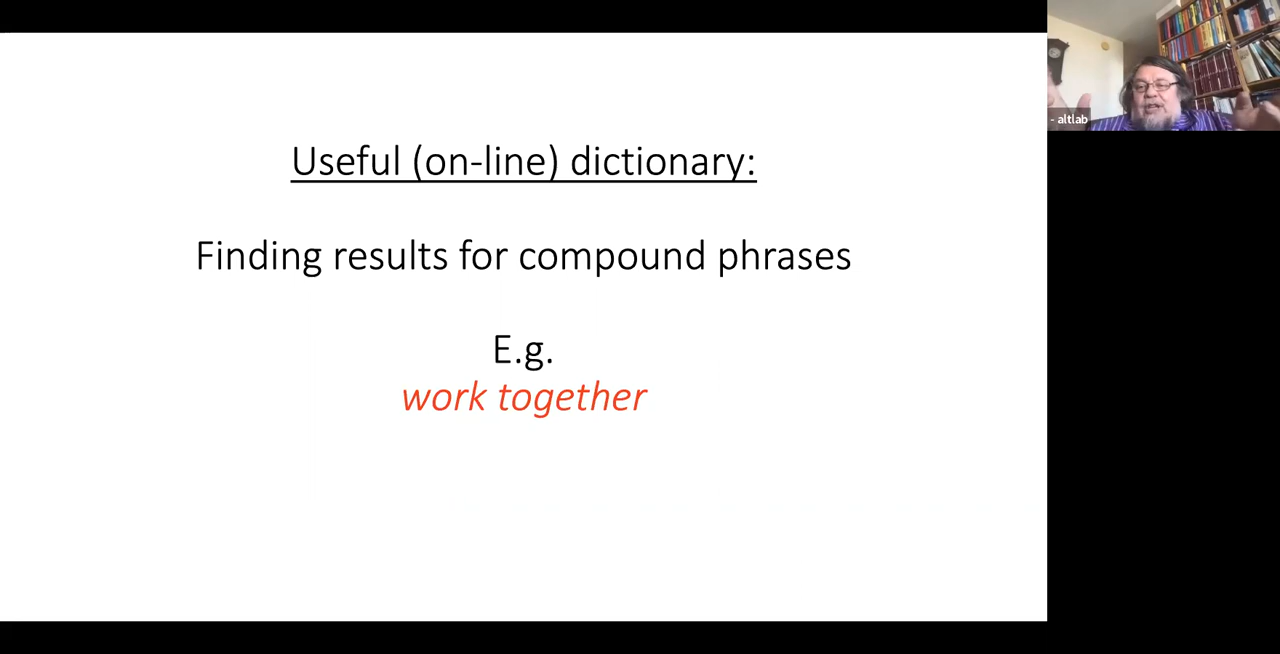 Useful (on-line) dictionary:
Finding results for compound phrases
E.g.
work together
- altlab